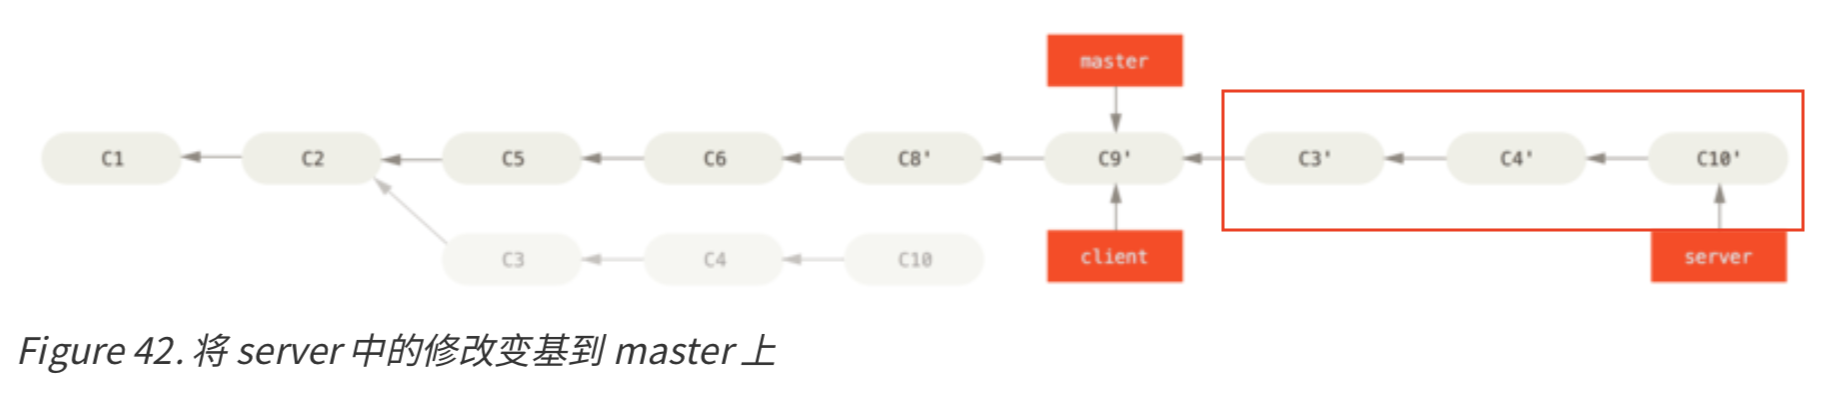 master
C1 C2 C5 C6 C8' C9' C3' C4' C10'
C3 C4 C10 client server
Figure 42. 将 server 中的修改变基到 master 上